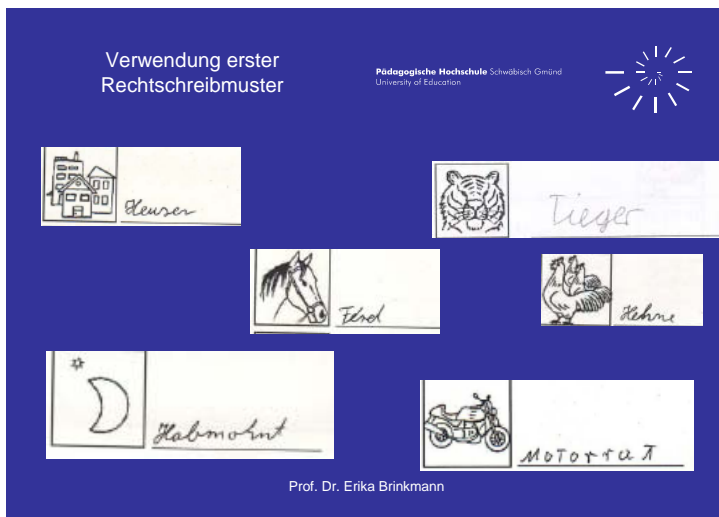 Verwendung erster
Rechtschreibmuster
Pädagogische Hochschule Schwäbisch Gmünd
University of Education
Heuser
Tieger
Ferd
Hehne
Habmohnt
Motorrat
Prof. Dr. Erika Brinkmann